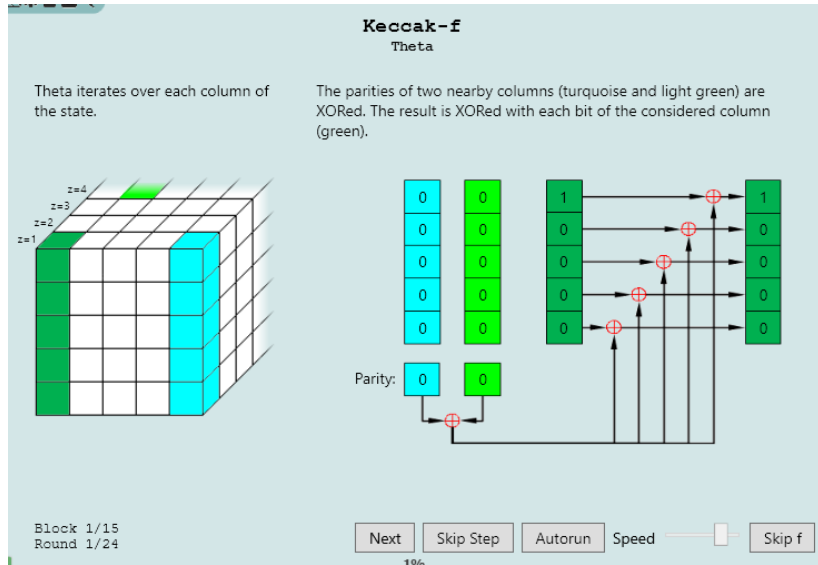 Keccak-f
Theta
Theta iterates over each column of
the state.
The parities of two nearby columns (turquoise and light green) are
XORed. The result is XORed with each bit of the considered column
(green).
z=4
z=3
z=2
z=1
0 0 1 1
0 0 0 0
0 0 0 0
0 0 0 0
0 0 0 0
Parity: 0 0
Block 1/15
Round 1/24
Next Skip Step Autorun Speed Skip f
1%